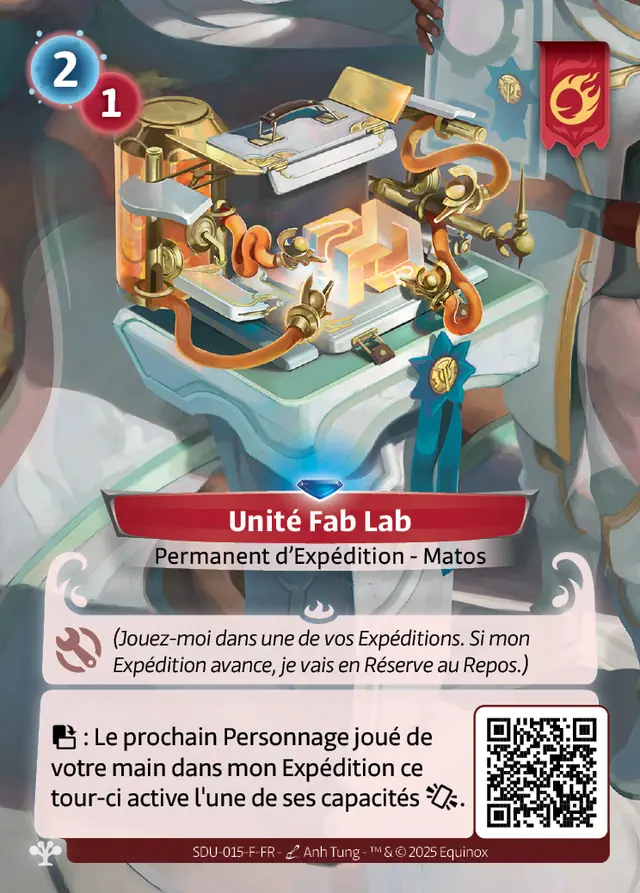 2
1
Unité Fab Lab
Permanent d’Expédition - Matos
(Jouez-moi dans une de vos Expéditions. Si mon
Expédition avance, je vais en Réserve au Repos.)
: Le prochain Personnage joué de
votre main dans mon Expédition ce
tour-ci active l'une de ses capacités .
SDU-015-F-FR - Anh Tung - ™ & © 2025 Equinox